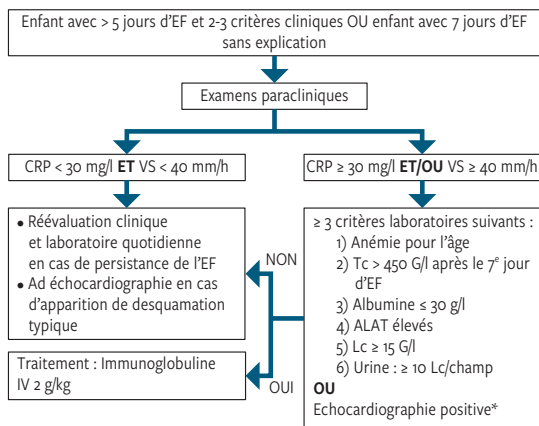 Enfant avec > 5 jours d'EF et 2-3 critères cliniques OU enfant avec 7 jours d'EF
sans explication
Examens paracliniques
CRP < 30 mg/l ET VS < 40 mm/h
CRP ≥ 30 mg/l ET/OU VS ≥ 40 mm/h
• Réévaluation clinique
et laboratoire quotidienne
en cas de persistance de l'EF
• Ad échocardiographie en cas
d'apparition de desquamation
typique
NON
Traitement : Immunoglobuline
IV 2 g/kg
OUI
≥ 3 critères laboratoires suivants :
1) Anémie pour l'âge
2) Tc > 450 G/l après le 7e jour
d'EF
3) Albumine ≤ 30 g/l
4) ALAT élevés
5) Lc ≥ 15 G/l
6) Urine : ≥ 10 Lc/champ
OU
Echocardiographie positive*